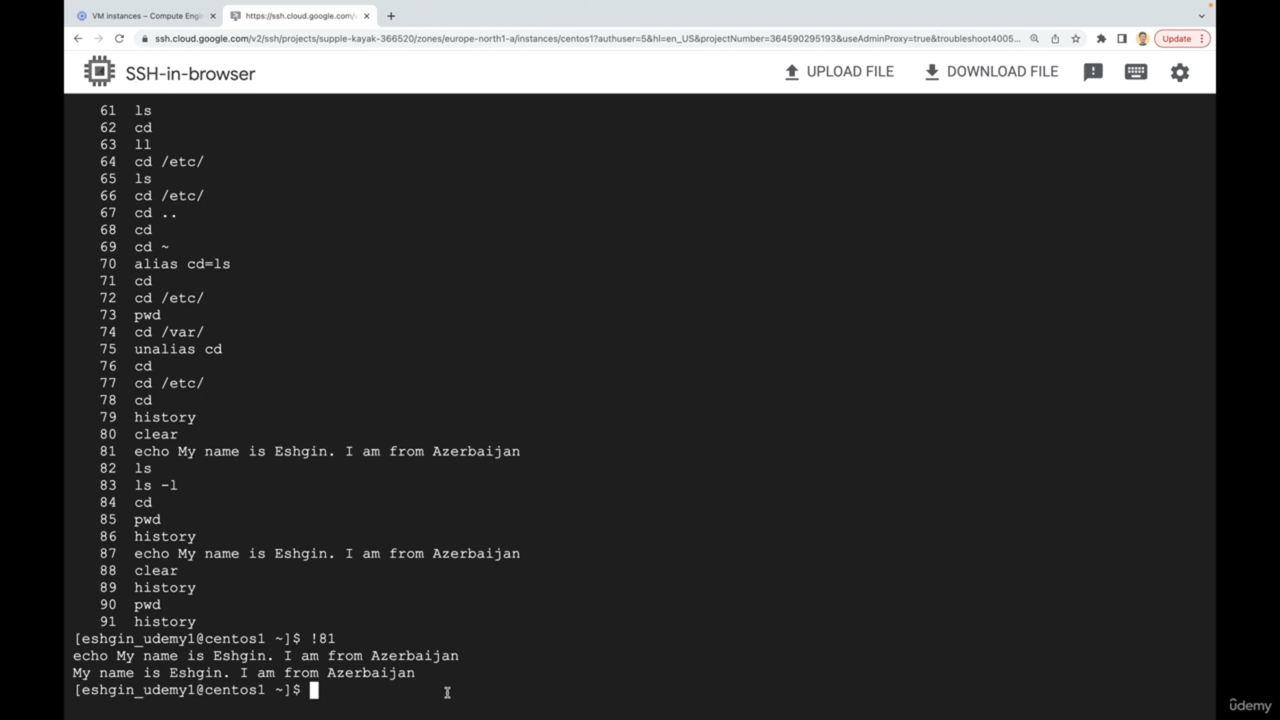 VM instances – Compute Engi
https://ssh.cloud.google.com/v
ssh.cloud.google.com/v2/ssh/projects/supple-kayak-366520/zones/europe-north1-a/instances/centos1?authuser=5&hl=en_US&projectNumber=364590295193&useAdminProxy=true&troubleshoot4005...
Update
SSH-in-browser
UPLOAD FILE
DOWNLOAD FILE
61 ls
62 cd
63 ll
64 cd /etc/
65 ls
66 cd /etc/
67 cd ..
68 cd
69 cd ~
70 alias cd=ls
71 cd
72 cd /etc/
73 pwd
74 cd /var/
75 unalias cd
76 cd
77 cd /etc/
78 cd
79 history
80 clear
81 echo My name is Eshgin. I am from Azerbaijan
82 ls
83 ls -l
84 cd
85 pwd
86 history
87 echo My name is Eshgin. I am from Azerbaijan
88 clear
89 history
90 pwd
91 history
[eshgin_udemy1@centos1 ~]$ !81
echo My name is Eshgin. I am from Azerbaijan
My name is Eshgin. I am from Azerbaijan
[eshgin_udemy1@centos1 ~]$
ûdemy